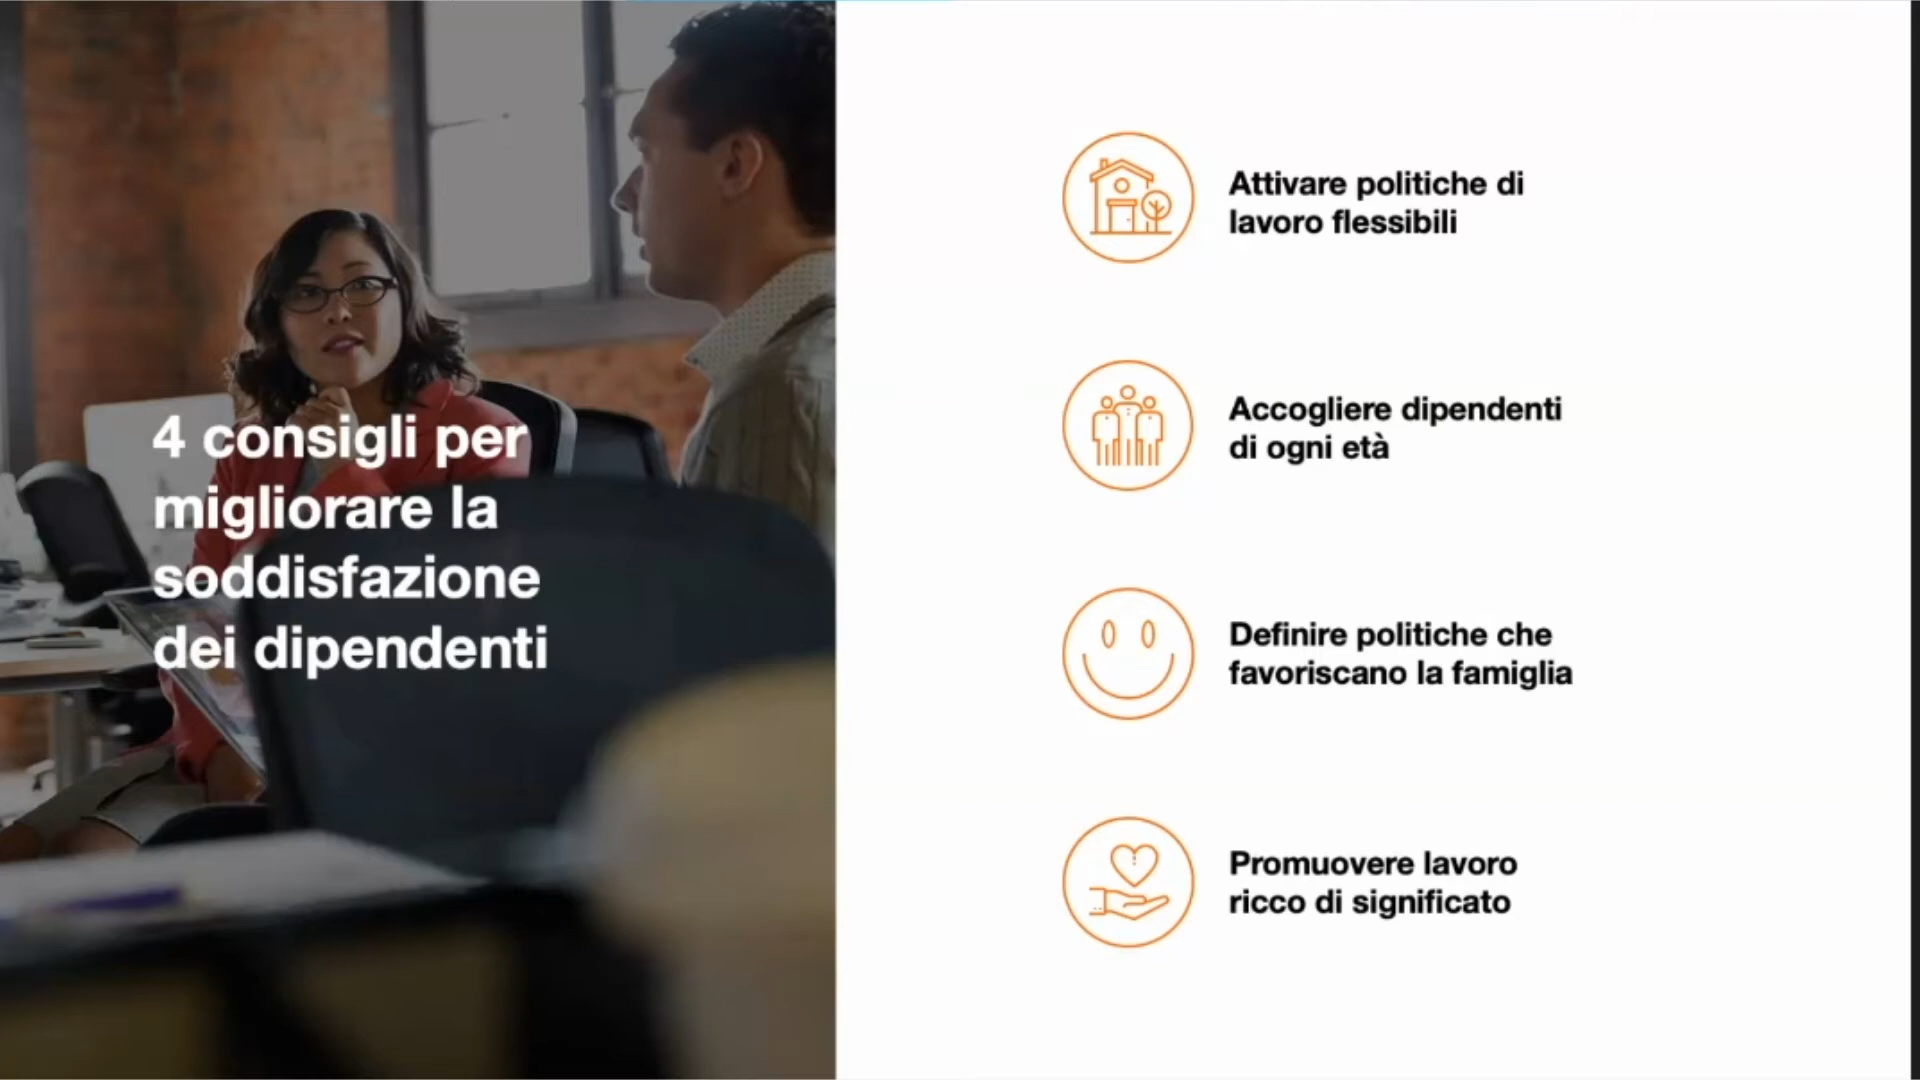 4 consigli per
migliorare la
soddisfazione
dei dipendenti
Attivare politiche di
lavoro flessibili
Accogliere dipendenti
di ogni età
Definire politiche che
favoriscano la famiglia
Promuovere lavoro
ricco di significato